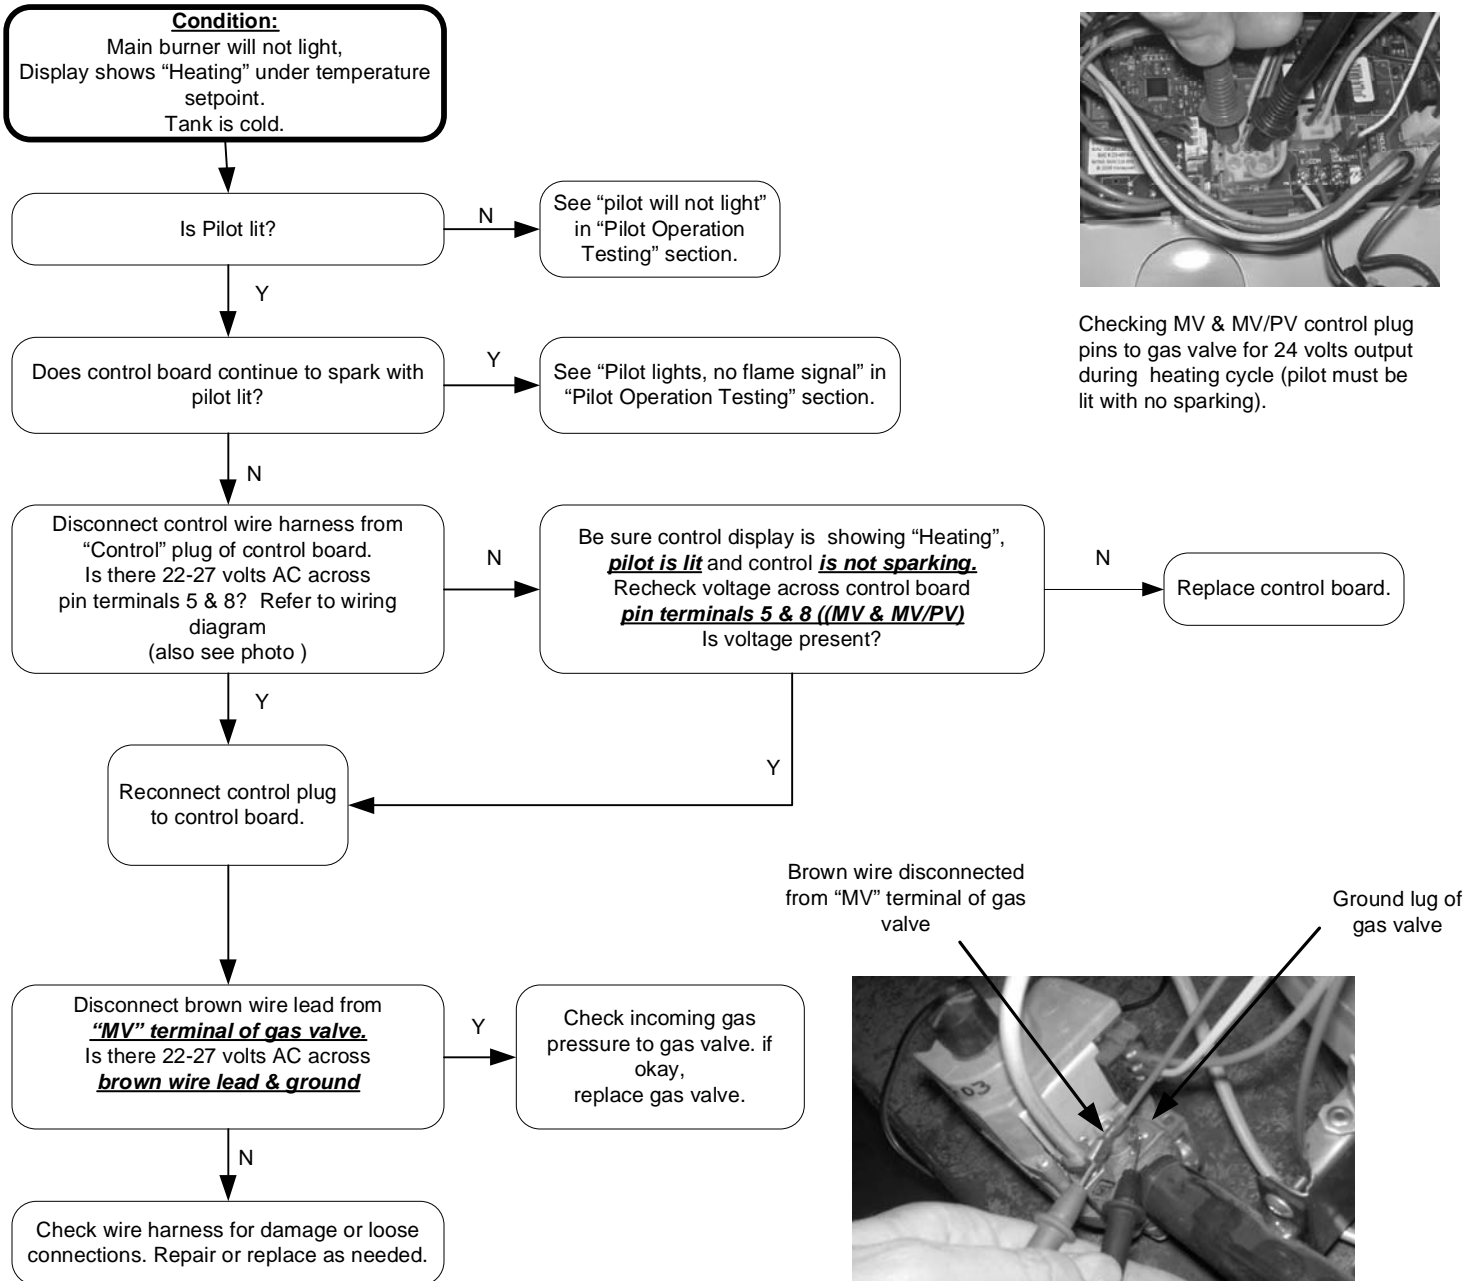 Condition:
Main burner will not light,
Display shows “Heating” under temperature
setpoint.
Tank is cold.
Is Pilot lit?
N
See “pilot will not light”
in “Pilot Operation
Testing” section.
Y
Does control board continue to spark with
pilot lit?
Y
See “Pilot lights, no flame signal” in
“Pilot Operation Testing” section.
Checking MV & MV/PV control plug
pins to gas valve for 24 volts output
during heating cycle (pilot must be
lit with no sparking).
N
Disconnect control wire harness from
“Control” plug of control board.
Is there 22-27 volts AC across
pin terminals 5 & 8? Refer to wiring
diagram
(also see photo )
N
Be sure control display is showing “Heating”,
pilot is lit and control is not sparking.
Recheck voltage across control board
pin terminals 5 & 8 ((MV & MV/PV)
Is voltage present?
N
Replace control board.
Y
Y
Reconnect control plug
to control board.
Brown wire disconnected
from “MV” terminal of gas
valve
Ground lug of
gas valve
Disconnect brown wire lead from
“MV” terminal of gas valve.
Is there 22-27 volts AC across
brown wire lead & ground
Y
Check incoming gas
pressure to gas valve. if
okay,
replace gas valve.
N
Check wire harness for damage or loose
connections. Repair or replace as needed.
03